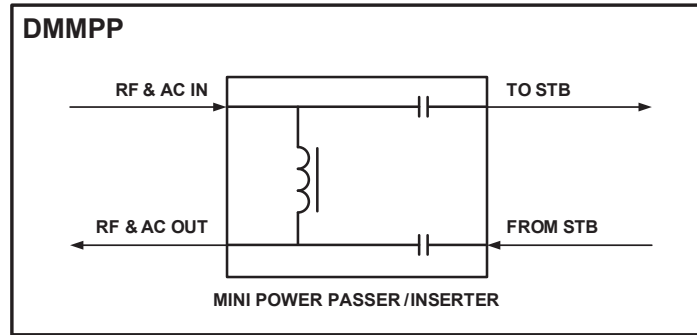 DMMPP
RF & AC IN
TO STB
RF & AC OUT
FROM STB
MINI POWER PASSER/INSERTER